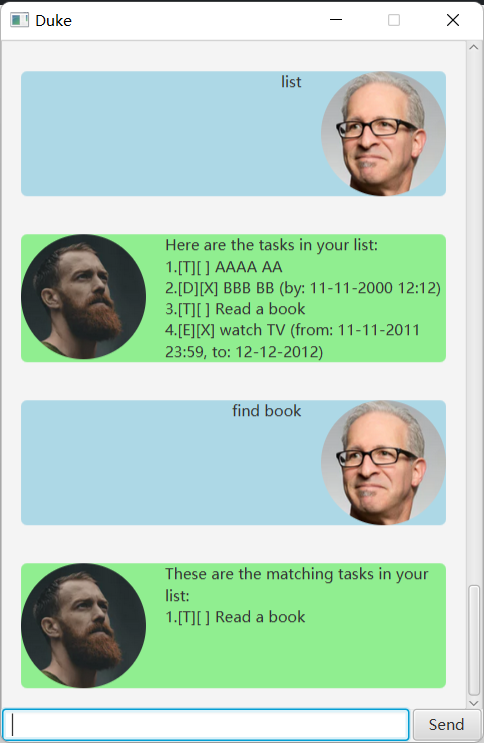 Duke
list
Here are the tasks in your list:
1.[T][ ] AAAA AA
2.[D][X] BBB BB (by: 11-11-2000 12:12)
3.[T][ ] Read a book
4.[E][X] watch TV (from: 11-11-2011
23:59, to: 12-12-2012)
find book
These are the matching tasks in your
list:
1.[T][ ] Read a book
Send